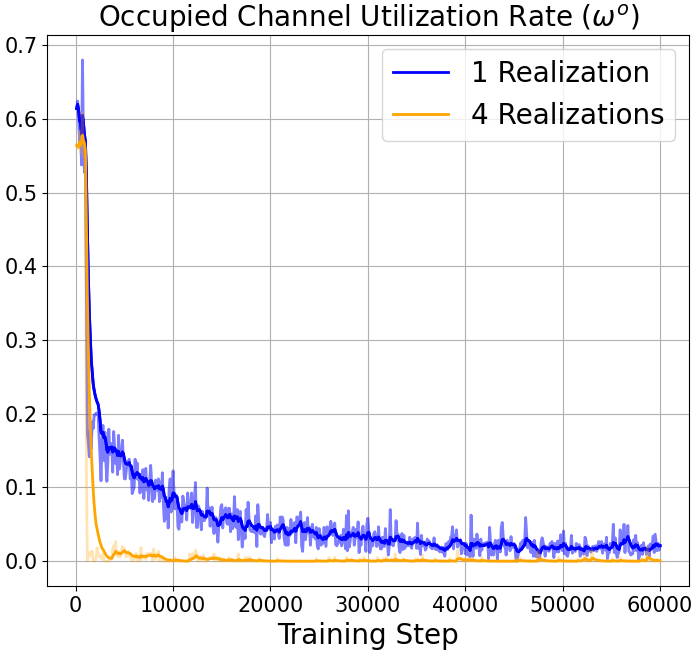 Occupied Channel Utilization Rate (ω^o)
1 Realization
4 Realizations
0.7
0.6
0.5
0.4
0.3
0.2
0.1
0.0
0 10000 20000 30000 40000 50000 60000
Training Step